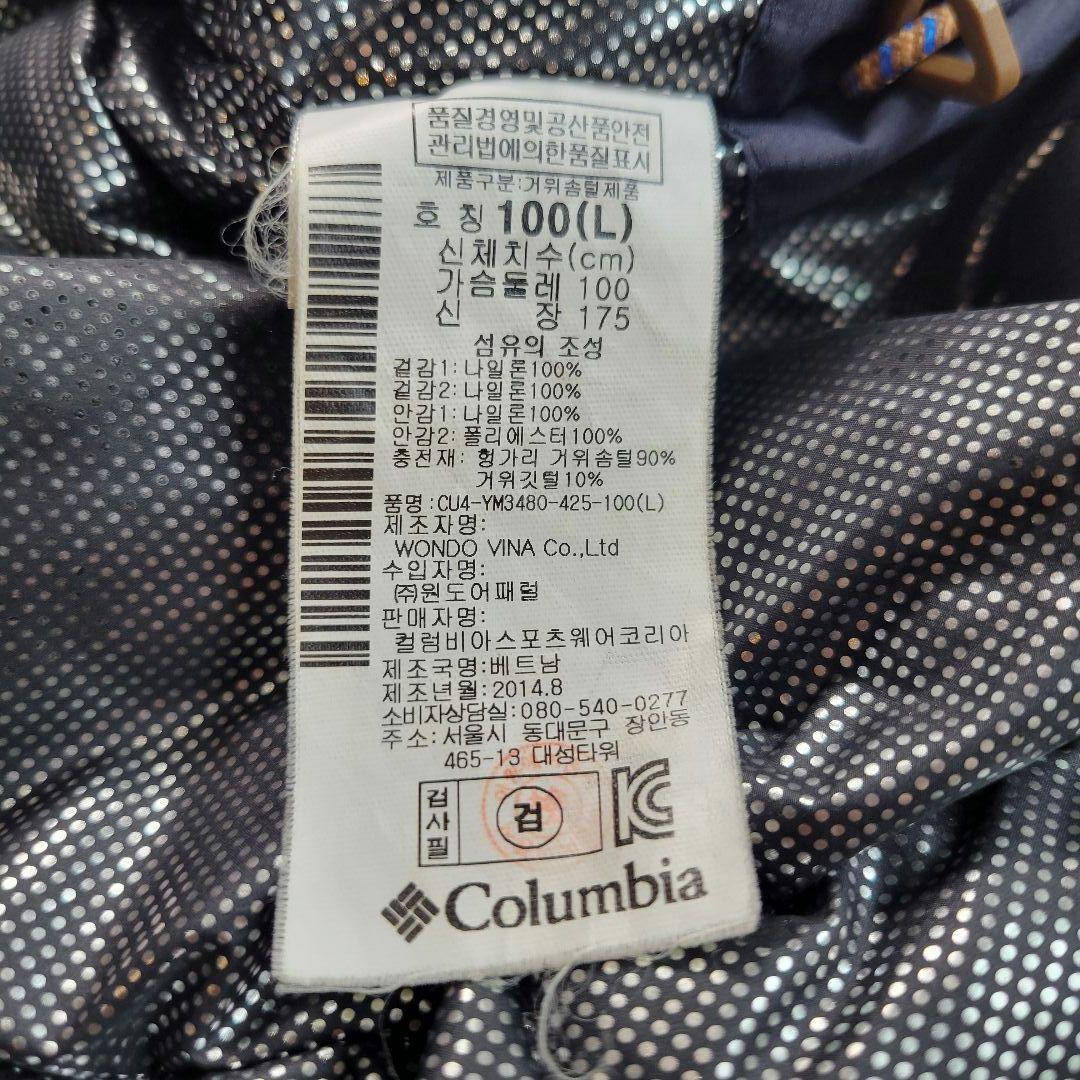 품질경영및공산품안전
관리법에의한품질표시
제품구분:거위솜털제품
호 칭 100(L)
신체치수(cm)
가슴둘레 100
신 장 175
섬유의 조성
겉감1: 나일론100%
겉감2: 나일론100%
안감1: 나일론100%
안감2: 폴리에스터100%
충전재: 헝가리 거위솜털90%
거위깃털10%
품명:CU4-YM3480-425-100(L)
제조자명:
WONDO VINA Co.,Ltd
수입자명:
㈜원도어패럴
판매자명:
컬럼비아스포츠웨어코리아
제조국명:베트남
제조년월:2014.8
소비자상담실:080-540-0277
주소:서울시 동대문구 장안동
465-13 대성타워
검사필
검
KC
Columbia